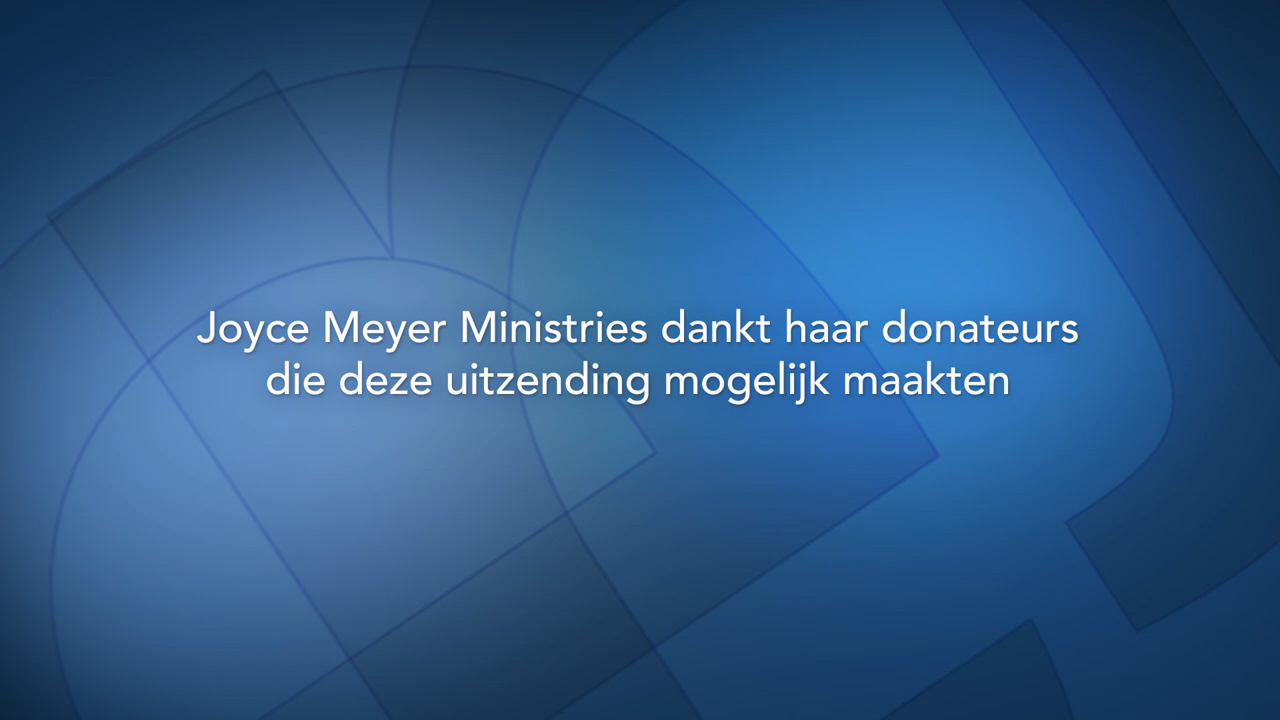 Joyce Meyer Ministries dankt haar donateurs
die deze uitzending mogelijk maakten